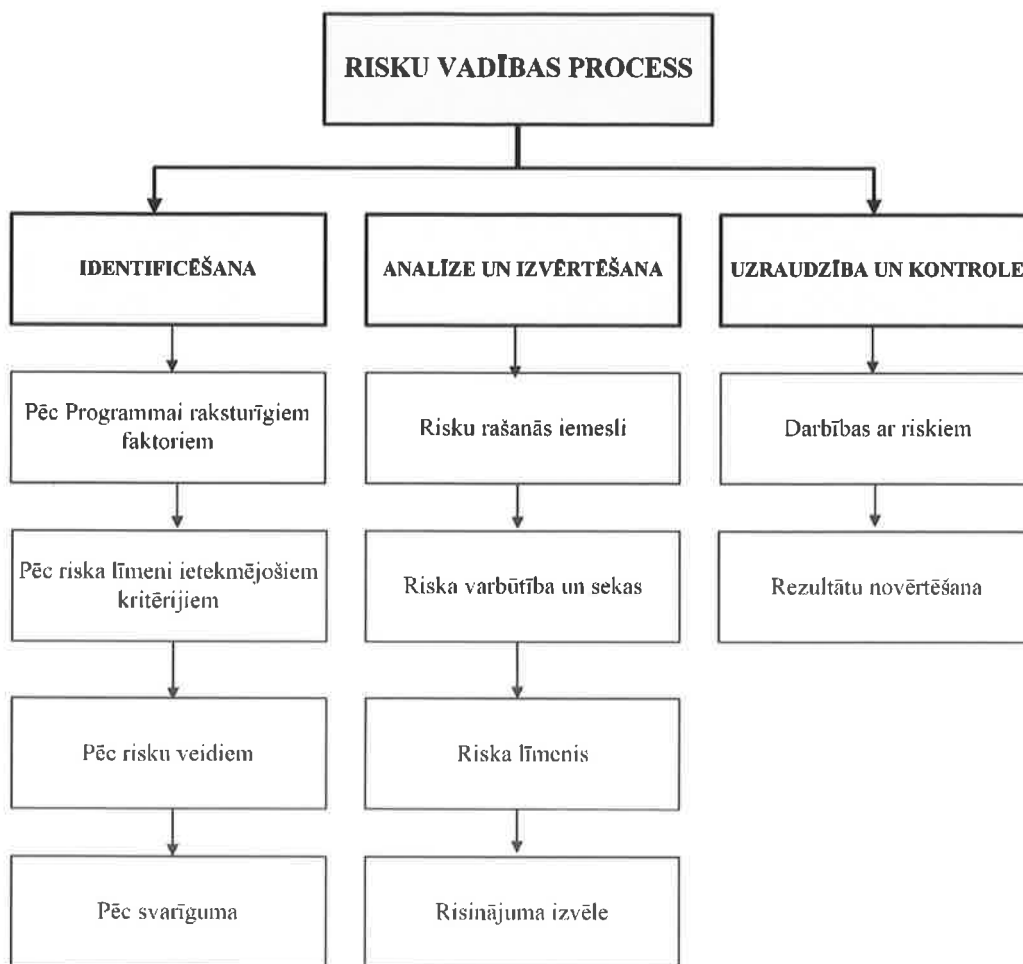 RISKU VADĪBAS PROCESS
IDENTIFICĒŠANA
Pēc Programmai raksturīgiem
faktoriem
Pēc riska līmeni ietekmējošiem
kritērijiem
Pēc risku veidiem
Pēc svarīguma
ANALĪZE UN IZVĒRTĒŠANA
Risku rašanās iemesli
Riska varbūtība un sekas
Riska līmenis
Risinājuma izvēle
UZRAUDZĪBA UN KONTROLE
Darbības ar riskiem
Rezultātu novērtēšana